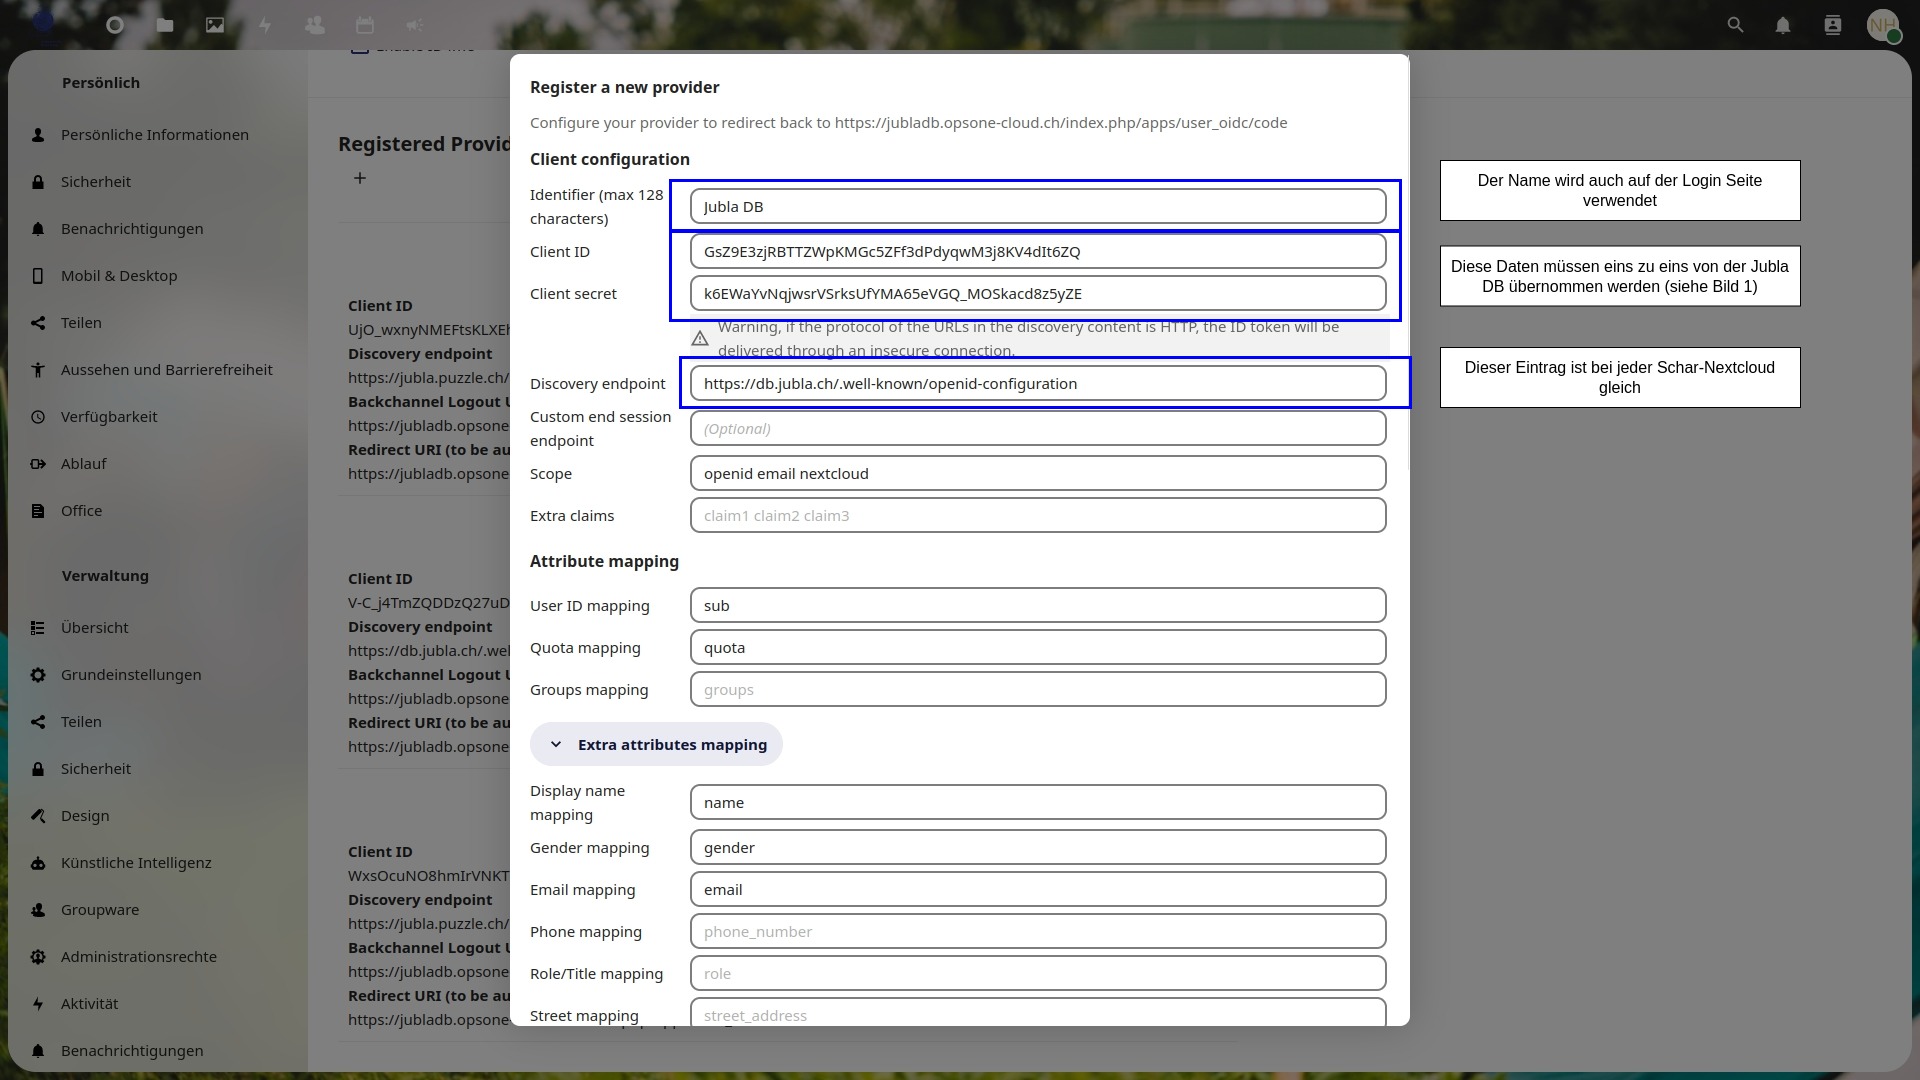 Persönlich
Persönliche Informationen
Sicherheit
Benachrichtigungen
Mobil & Desktop
Teilen
Aussehen und Barrierefreiheit
Verfügbarkeit
Ablauf
Office
Verwaltung
Übersicht
Grundeinstellungen
Teilen
Sicherheit
Design
Künstliche Intelligenz
Groupware
Administrationsrechte
Aktivität
Benachrichtigungen
NH
Registered Provid
Client ID
UjO_wxnyNMEFtsKLXE
Discovery endpoint
https://jubla.puzzle.ch/
Backchannel Logout U
https://jubladb.opsone
Redirect URI (to be au
https://jubladb.opsone
Client ID
V-C_j4TmZQDDzQ27uD
Discovery endpoint
https://db.jubla.ch/.wel
Backchannel Logout U
https://jubladb.opsone
Redirect URI (to be au
https://jubladb.opsone
Client ID
WxsOcuNO8hmIrVNKT
Discovery endpoint
https://jubla.puzzle.ch/
Backchannel Logout U
https://jubladb.opsone
Redirect URI (to be au
https://jubladb.opsone
Register a new provider
Configure your provider to redirect back to https://jubladb.opsone-cloud.ch/index.php/apps/user_oidc/code
Client configuration
Identifier (max 128
characters)
Jubla DB
Client ID
GsZ9E3zjRBTTZWpKMGc5ZFf3dPdyqwM3j8KV4dIt6ZQ
Client secret
k6EWaYvNqjwsrVSrksUfYMA65eVGQ_MOSkacd8z5yZE
Warning, if the protocol of the URLs in the discovery content is HTTP, the ID token will be
delivered through an insecure connection.
Discovery endpoint
https://db.jubla.ch/.well-known/openid-configuration
Custom end session
endpoint
(Optional)
Scope
openid email nextcloud
Extra claims
claim1 claim2 claim3
Attribute mapping
User ID mapping
sub
Quota mapping
quota
Groups mapping
groups
Extra attributes mapping
Display name
mapping
name
Gender mapping
gender
Email mapping
email
Phone mapping
phone_number
Role/Title mapping
role
Street mapping
street_address
Der Name wird auch auf der Login Seite
verwendet
Diese Daten müssen eins zu eins von der Jubla
DB übernommen werden (siehe Bild 1)
Dieser Eintrag ist bei jeder Schar-Nextcloud
gleich